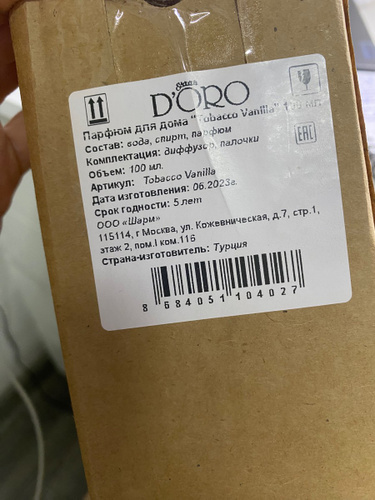 D'ORO
Парфюм для дома "Tobacco Vanilla" 100 мл.
Состав: вода, спирт, парфюм
Комплектация: диффузор, палочки
Объем: 100 мл.
Артикул: Tobacco Vanilla
Дата изготовления: 06.2023г.
Срок годности: 5 лет
ООО «Шарм»
115114, г Москва, ул. Кожевническая, д.7, стр.1,
этаж 2, пом.I ком.116
Страна-изготовитель: Турция
EAC
8 684051 104027